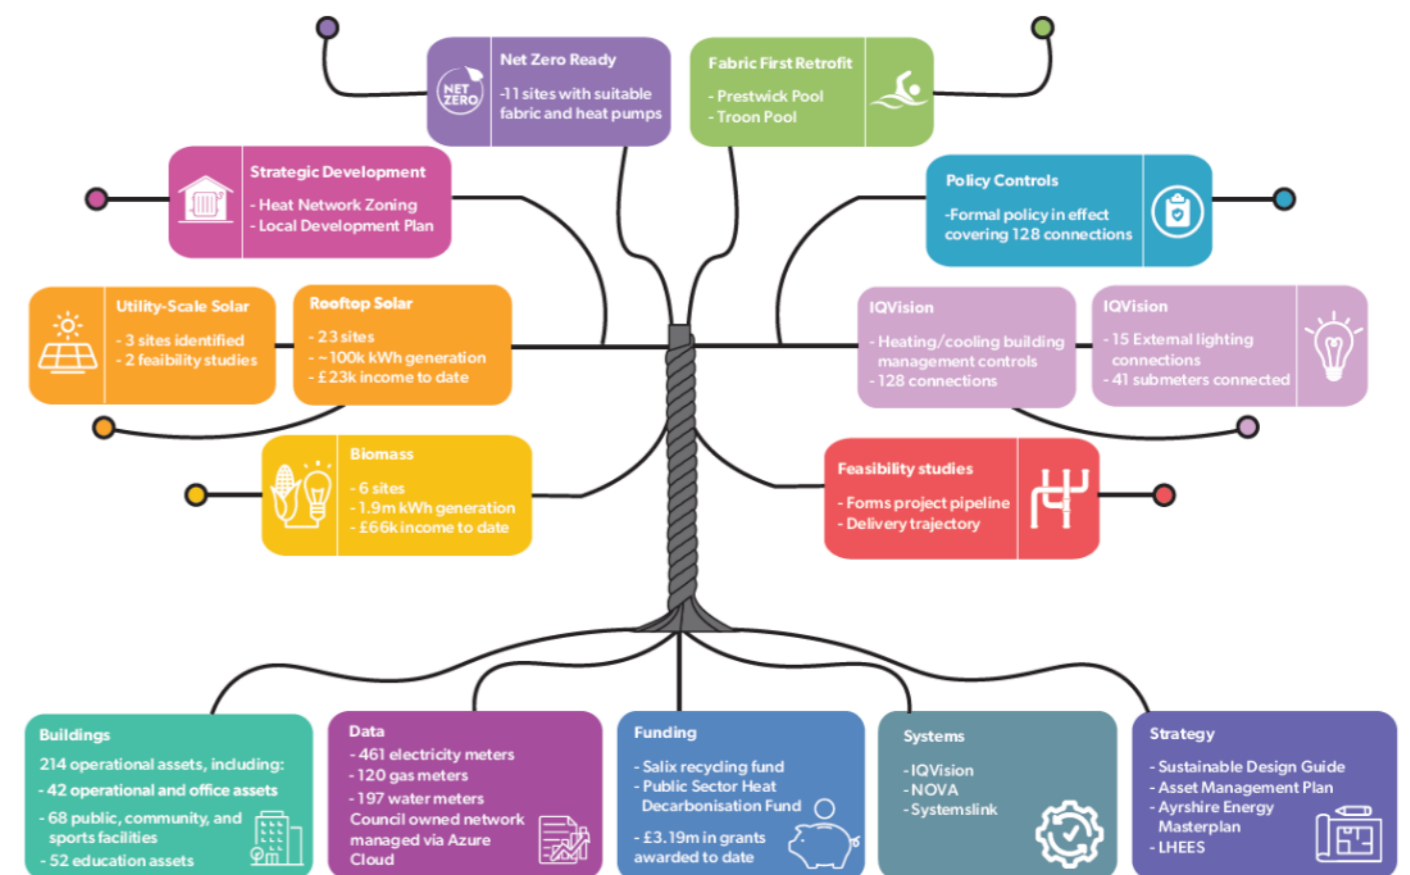 NET
ZERO
Net Zero Ready
-11 sites with suitable
fabric and heat pumps
Fabric First Retrofit
- Prestwick Pool
- Troon Pool
Strategic Development
- Heat Network Zoning
- Local Development Plan
Policy Controls
-Formal policy in effect
covering 128 connections
Utility-Scale Solar
- 3 sites identified
- 2 feaibility studies
Rooftop Solar
- 23 sites
- ~100k kWh generation
- £23k income to date
IQVision
- Heating/cooling building
management controls
- 128 connections
IQVision
- 15 External lighting
connections
- 41 submeters connected
Biomass
- 6 sites
- 1.9m kWh generation
- £66k income to date
Feasibility studies
- Forms project pipeline
- Delivery trajectory
Buildings
214 operational assets, including:
- 42 operational and office assets
- 68 public, community, and
sports facilities
- 52 education assets
Data
- 461 electricity meters
- 120 gas meters
- 197 water meters
Council owned network
managed via Azure
Cloud
Funding
- Salix recycling fund
- Public Sector Heat
Decarbonisation Fund
- £3.19m in grants
awarded to date
Systems
- IQVision
- NOVA
- Systemslink
Strategy
- Sustainable Design Guide
- Asset Management Plan
- Ayrshire Energy
Masterplan
- LHEES